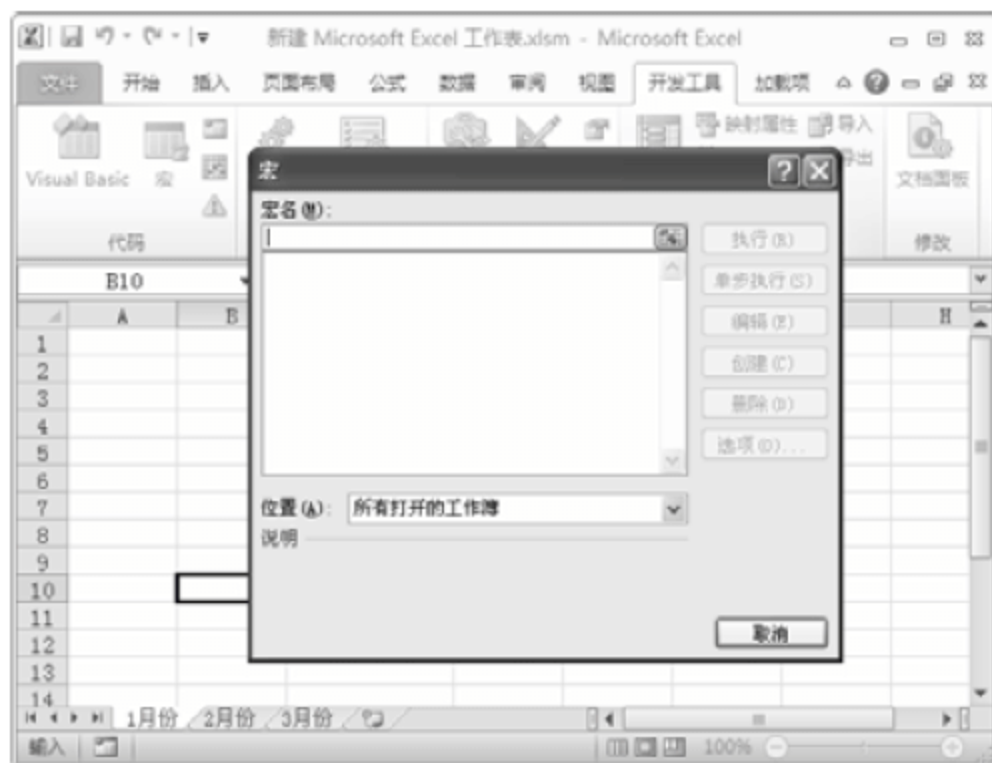 新建 Microsoft Excel 工作表.xlsm - Microsoft Excel
文件 开始 插入 页面布局 公式 数据 审阅 视图 开发工具 加载项
映射属性 导入
导出
Visual Basic 宏 文档面板
代码 修改
B10
A B H
宏
宏名(M):
执行(R)
单步执行(S)
编辑(E)
创建(C)
删除(D)
选项(O)...
位置(A): 所有打开的工作簿
说明
取消
1
2
3
4
5
6
7
8
9
10
11
12
13
14
1月份 2月份 3月份
输入 100%